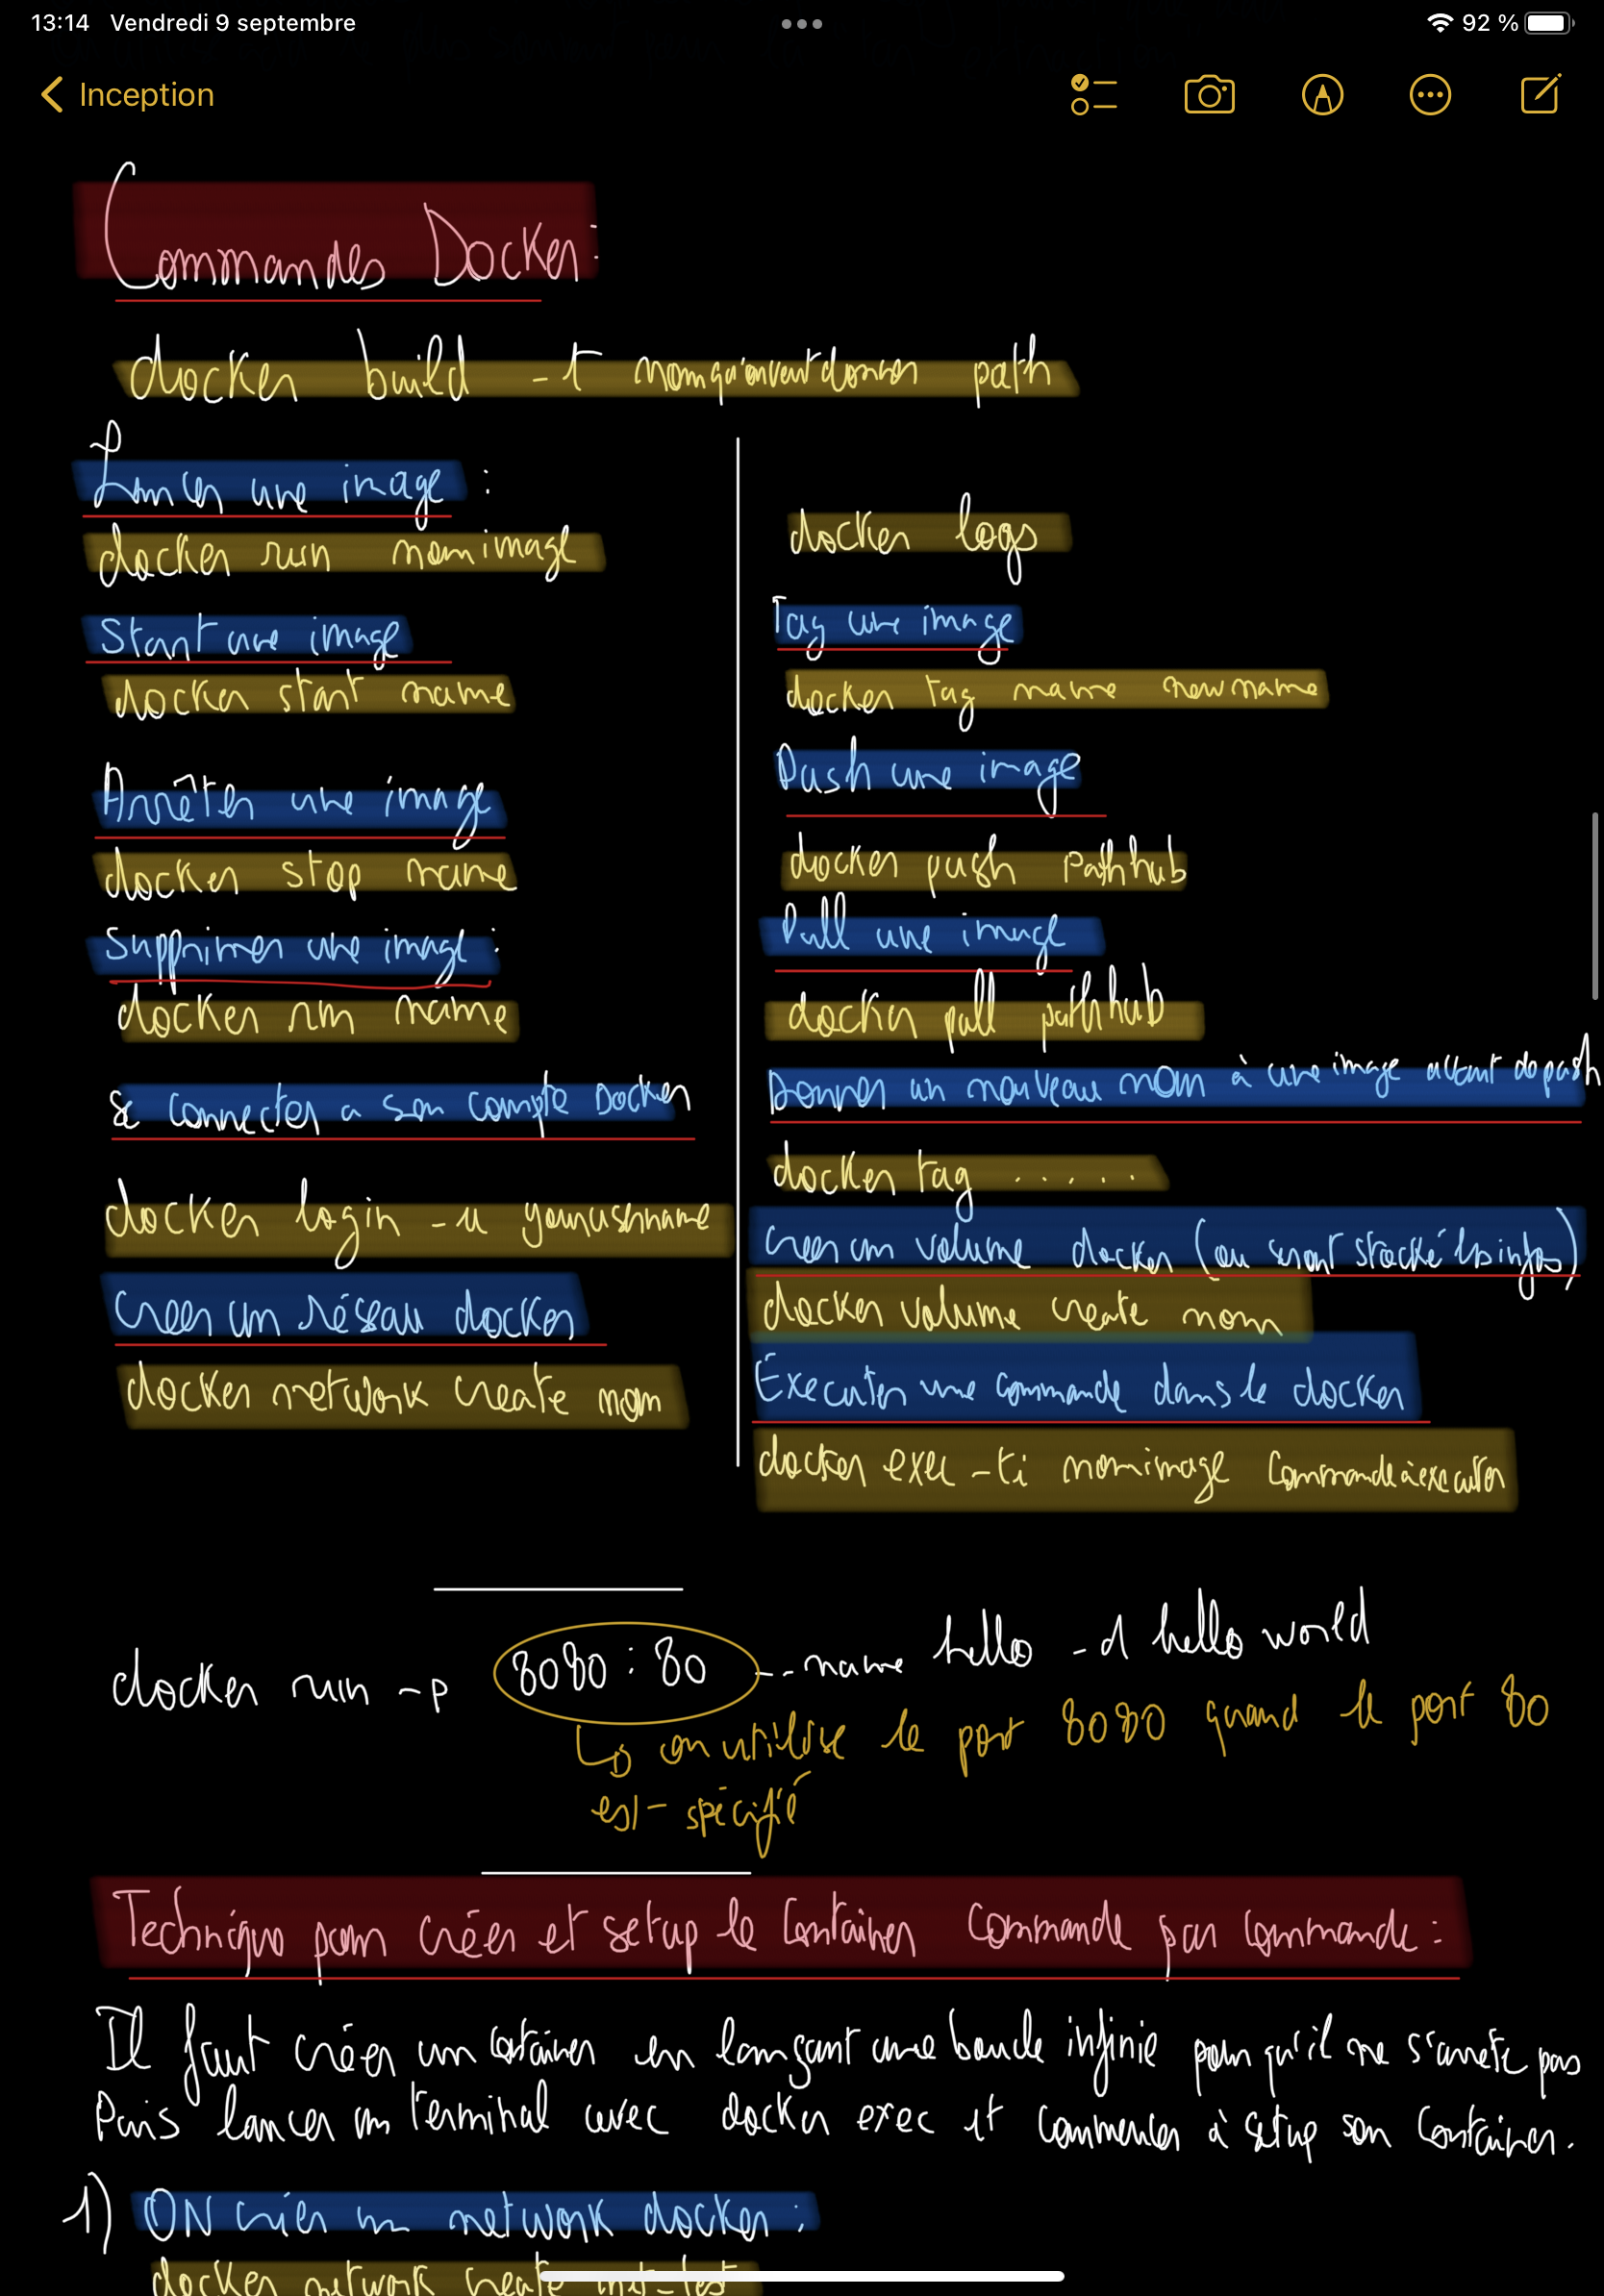 13:14 Vendredi 9 septembre
92 %
Inception
Commandes Docker:
docker build -t nomqu'onveutdonner path
Lancer une image :
docker run nomimage
Start une image
docker start name
Arrêter une image
docker stop name
Supprimer une image :
docker rm name
se connecter a son compte Docker
docker login -u yourusername
Creer un réseau docker
docker network create nom
docker logs
Tag une image
docker tag name newname
Push une image
docker push pathhub
Pull une image
docker pull pathhub
Donner un nouveau nom à une image avant de push
docker tag ......
Creer un volume docker (ou seront stocké les infos)
docker volume create nom
Executer une commande dans le docker
docker exec -ti nomimage Commandeàexecuter
docker run -p 8080:80 --name hello -d hello world
↳ on utilise le port 8080 quand le port 80
est spécifié
Technique pour créer et setup le Container Commande par Commande :
Il faut créer un container en lançant une boucle infinie pour qu'il ne s'arrete pas
Puis lancer un terminal avec docker exec et commencer à setup son Container.
1) ON crier un network docker :
docker network create init-test